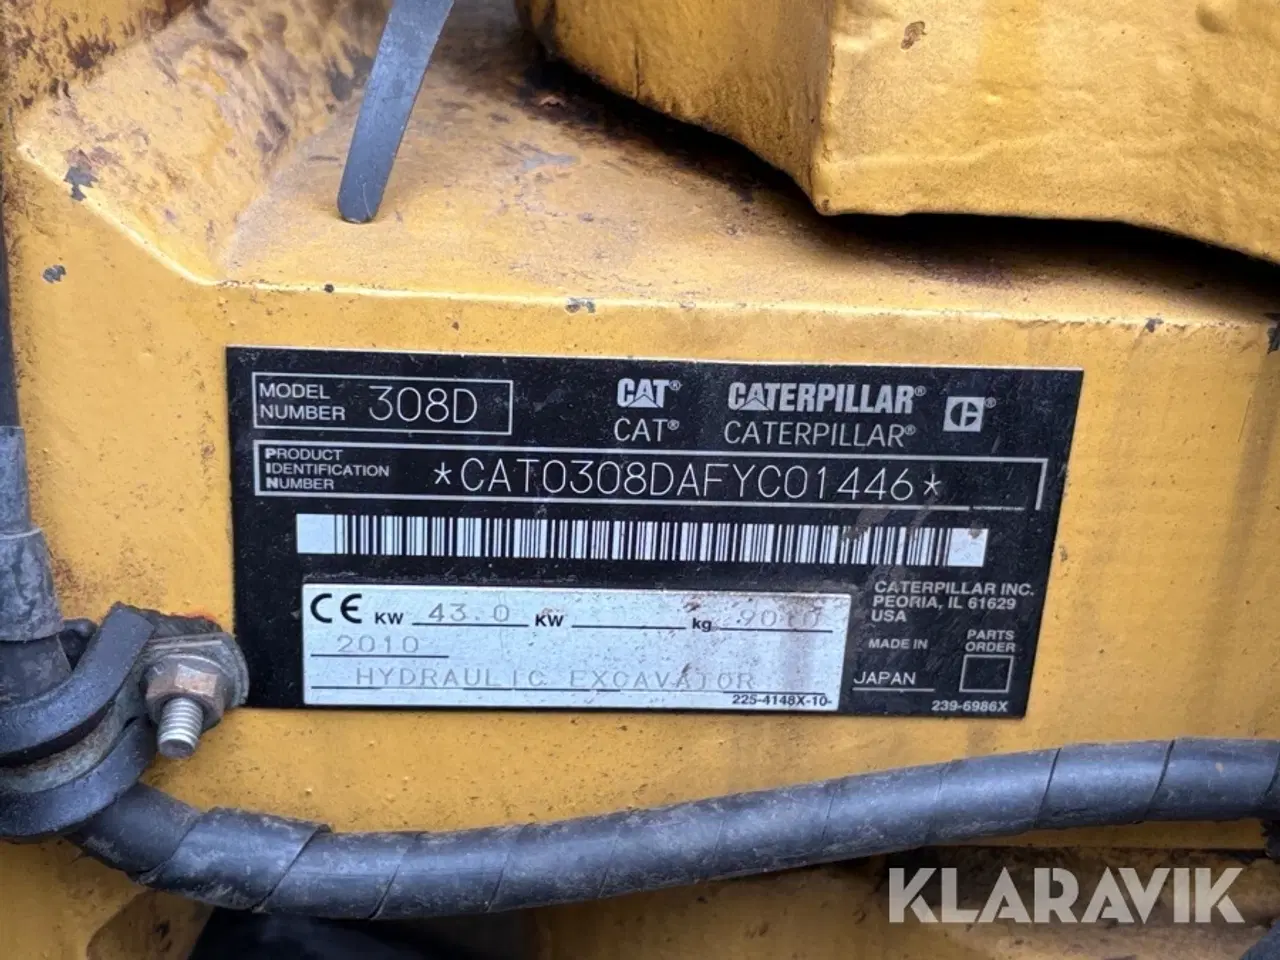 MODEL NUMBER 308D
CAT® CATERPILLAR® ®
CAT® CATERPILLAR®
PRODUCT IDENTIFICATION NUMBER *CAT0308DAFYC01446*
CE KW 43.0 KW kg 9010
2010
HYDRAULIC EXCAVATOR
225-4148X-10-
CATERPILLAR INC.
PEORIA, IL 61629
USA
MADE IN
JAPAN
PARTS
ORDER
239-6986X
KLARAVIK